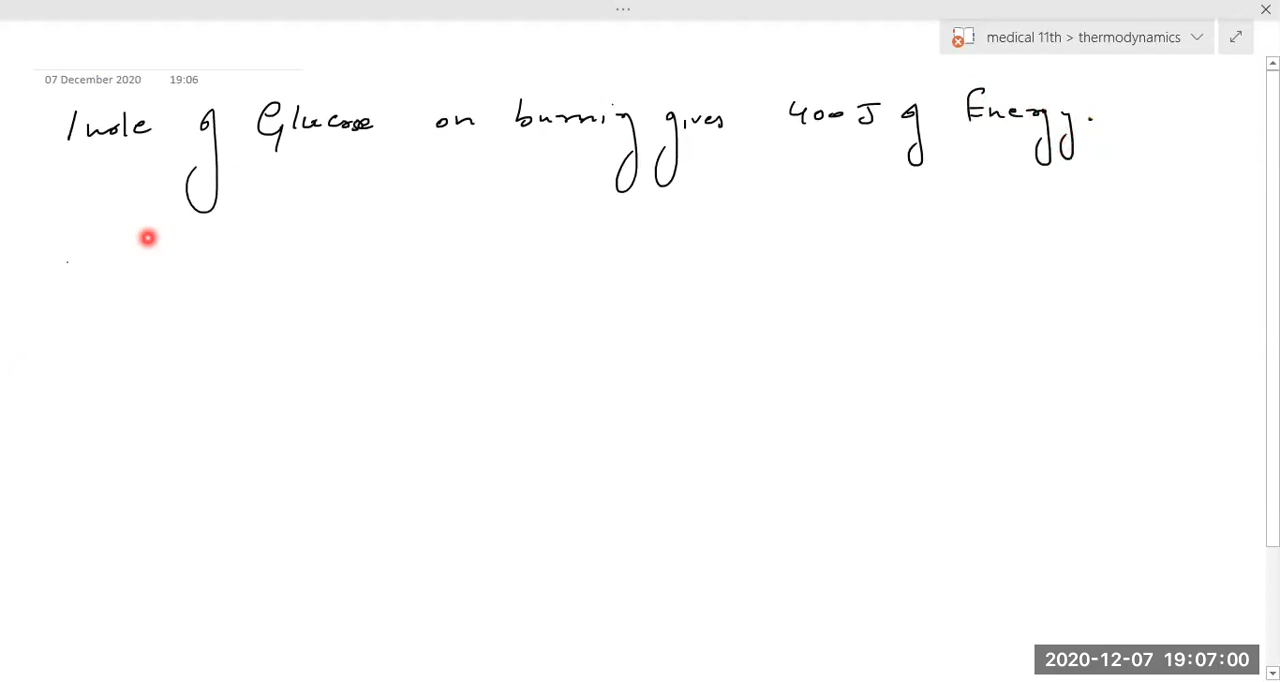 ...
medical 11th > thermodynamics
07 December 2020 19:06
1 mole of Glucose on burning gives 400 J of Energy.
2020-12-07 19:07:00